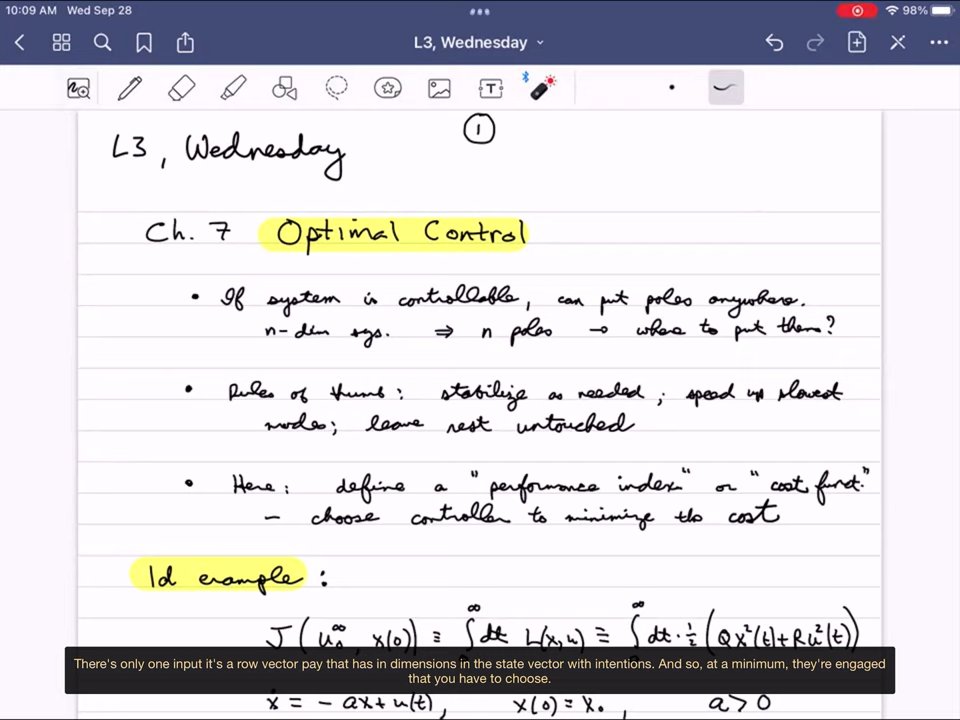 10:09 AM Wed Sep 28
98%
L3, Wednesday
T
L3, Wednesday
1
Ch. 7 Optimal Control
• If system is controllable, can put poles anywhere.
n-dim sys. ⇒ n poles → where to put them?
• Rules of thumb: stabilize as needed; speed up slowest
modes; leave rest untouched
• Here: define a "performance index" or "cost funct."
- choose controller to minimize the cost
1d example:
J(u₀^∞, x(0)) ≡ ∫₀^∞ dt L(x,u) ≡ ∫₀^∞ dt·½(Qx²(t)+Ru²(t))
There's only one input it's a row vector pay that has in dimensions in the state vector with intentions. And so, at a minimum, they're engaged
that you have to choose.
ẋ = -ax+u(t), x(0) = x₀, a>0